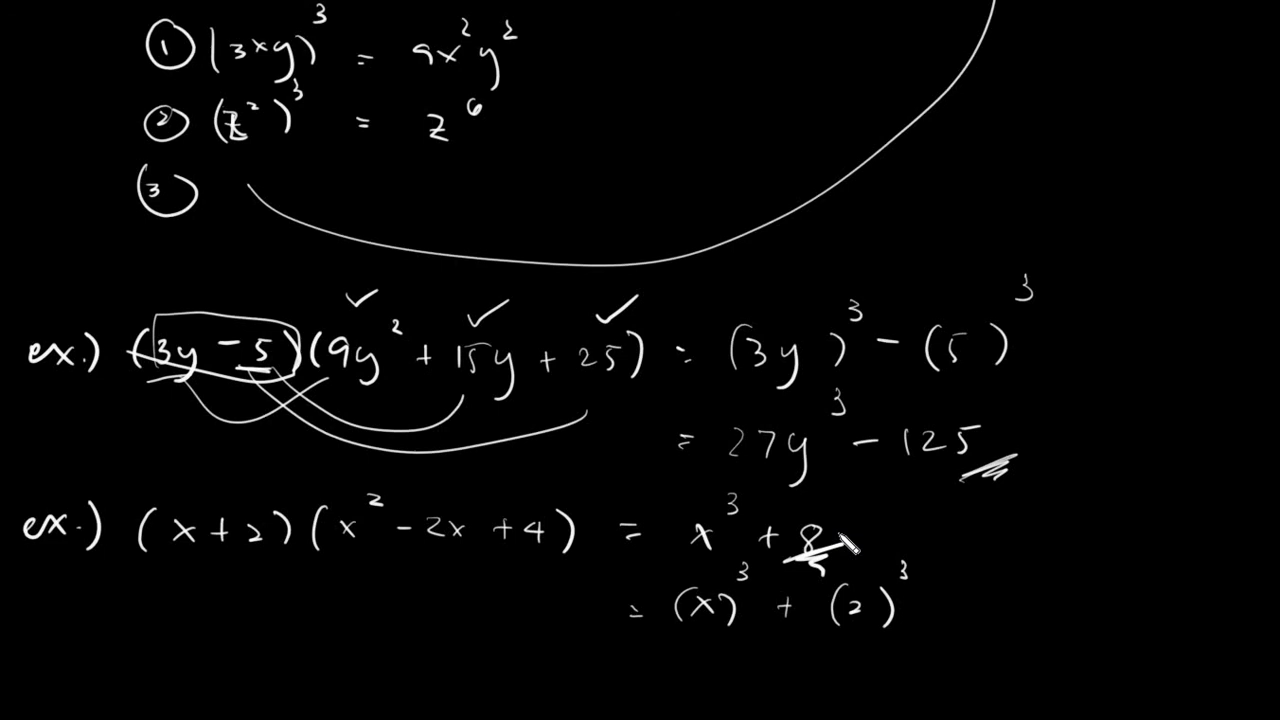 ① (3xy)³ = 9x²y²
② (z²)³ = z⁶
(3)
ex.) (3y - 5)(9y² + 15y + 25) = (3y)³ - (5)³
= 27y³ - 125
ex.) (x+2)(x² - 2x + 4) = x³ + 8
= (x)³ + (2)³